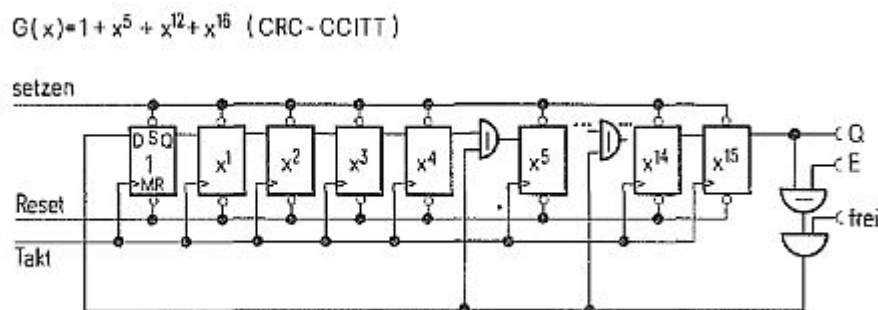 G(x)=1+x⁵+x¹²+x¹⁶ (CRC-CCITT)
setzen
D S Q
1
MR
x¹
x²
x³
x⁴
x⁵
x¹⁴
x¹⁵
Q
E
frei
Reset
Takt